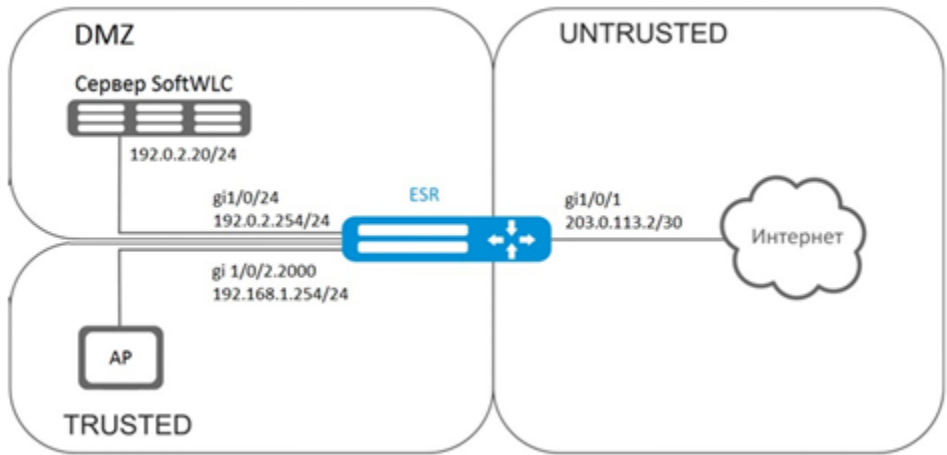 DMZ
UNTRUSTED
Сервер SoftWLC
192.0.2.20/24
gi1/0/24
192.0.2.254/24
ESR
gi1/0/1
203.0.113.2/30
Интернет
gi 1/0/2.2000
192.168.1.254/24
AP
TRUSTED